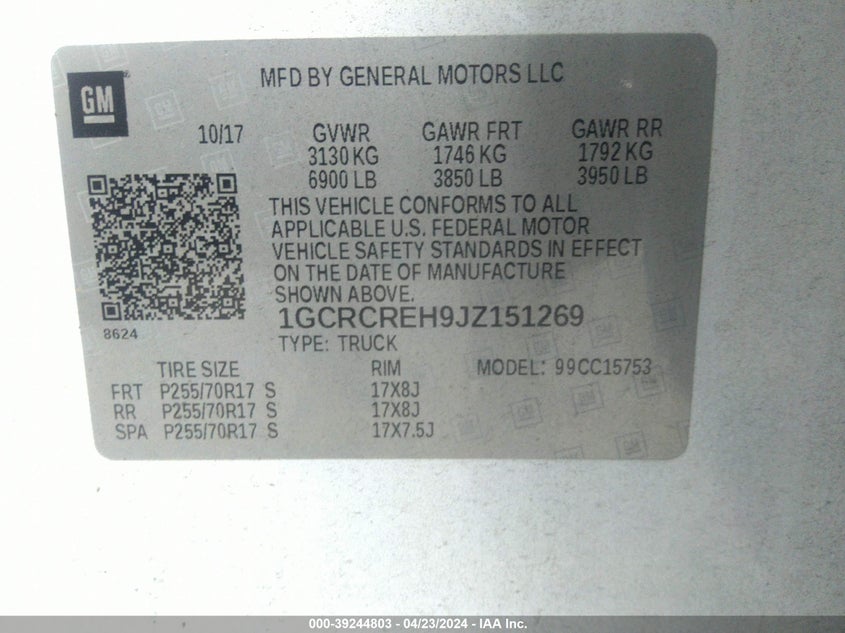 GM
MFD BY GENERAL MOTORS LLC
10/17 GVWR GAWR FRT GAWR RR
3130 KG 1746 KG 1792 KG
6900 LB 3850 LB 3950 LB
THIS VEHICLE CONFORMS TO ALL
APPLICABLE U.S. FEDERAL MOTOR
VEHICLE SAFETY STANDARDS IN EFFECT
ON THE DATE OF MANUFACTURE
SHOWN ABOVE.
8624
1GCRCREH9JZ151269
TYPE: TRUCK
TIRE SIZE RIM MODEL: 99CC15753
FRT P255/70R17 S 17X8J
RR P255/70R17 S 17X8J
SPA P255/70R17 S 17X7.5J
000-39244803 - 04/23/2024 - IAA Inc.